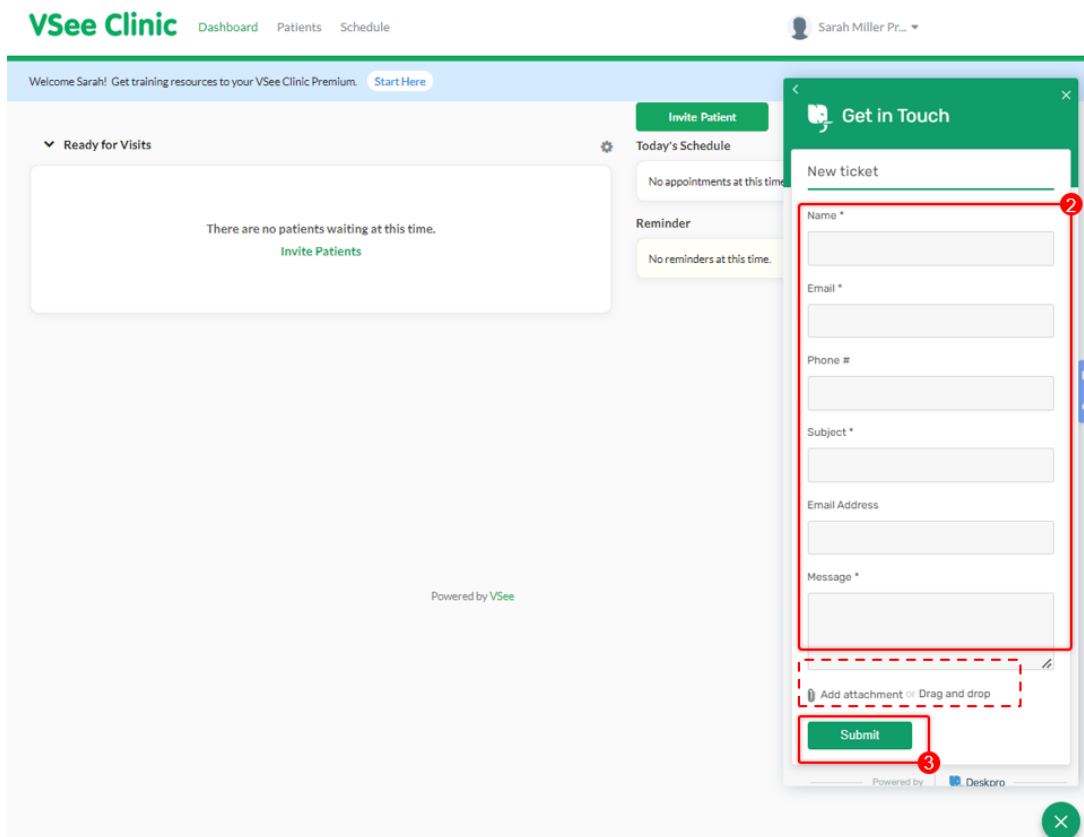 VSee Clinic Dashboard Patients Schedule Sarah Miller Pr...
Welcome Sarah! Get training resources to your VSee Clinic Premium. Start Here
Ready for Visits
There are no patients waiting at this time.
Invite Patients
Invite Patient
Today's Schedule
No appointments at this time
Reminder
No reminders at this time.
Powered by VSee
Get in Touch
New ticket
2
Name *
Email *
Phone #
Subject *
Email Address
Message *
Add attachment or Drag and drop
Submit
3
Powered by Deskpro